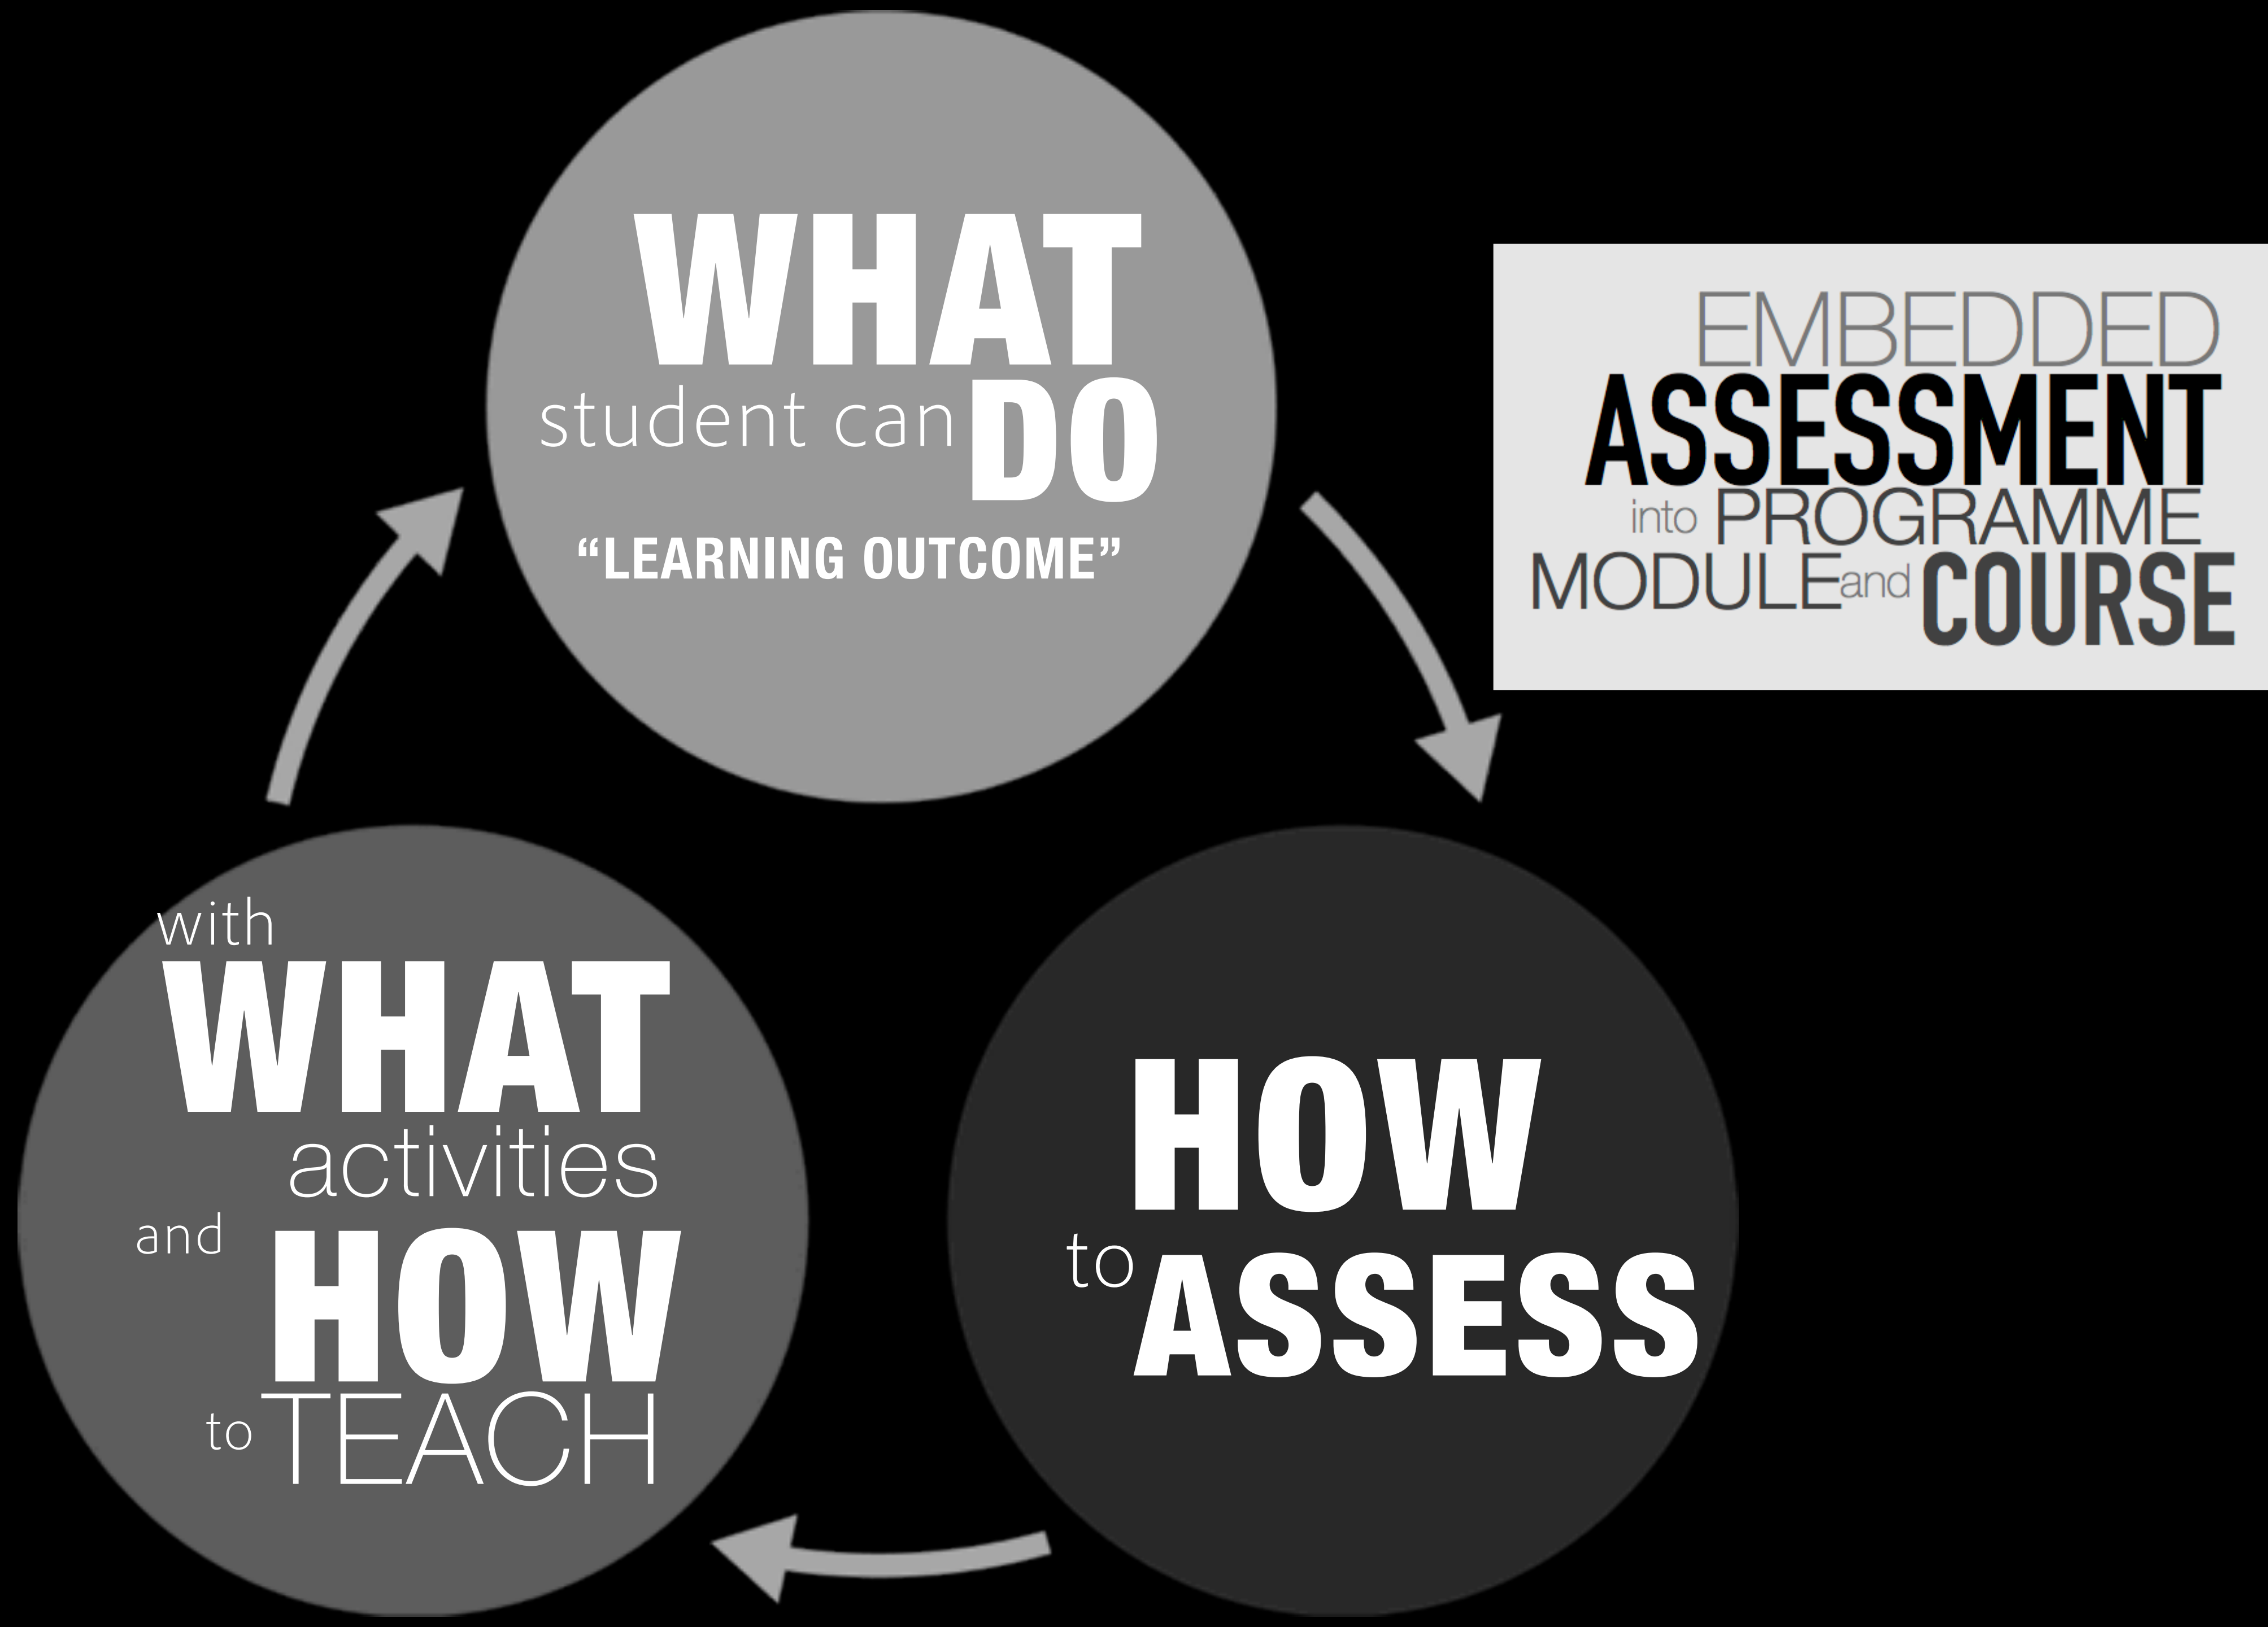 WHAT
student can DO
“LEARNING OUTCOME”
EMBEDDED
ASSESSMENT
into PROGRAMME
MODULE and COURSE
with
WHAT
activities
and HOW
to TEACH
HOW
to ASSESS